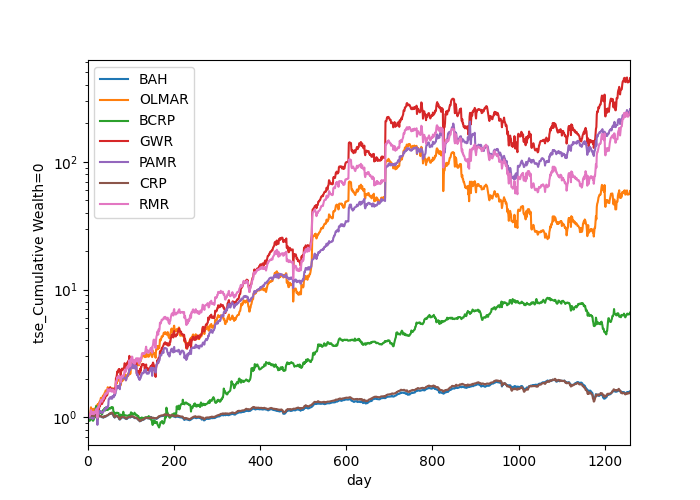 BAH
OLMAR
BCRP
GWR
PAMR
CRP
RMR
tse_Cumulative Wealth=0
10²
10¹
10⁰
0 200 400 600 800 1000 1200
day